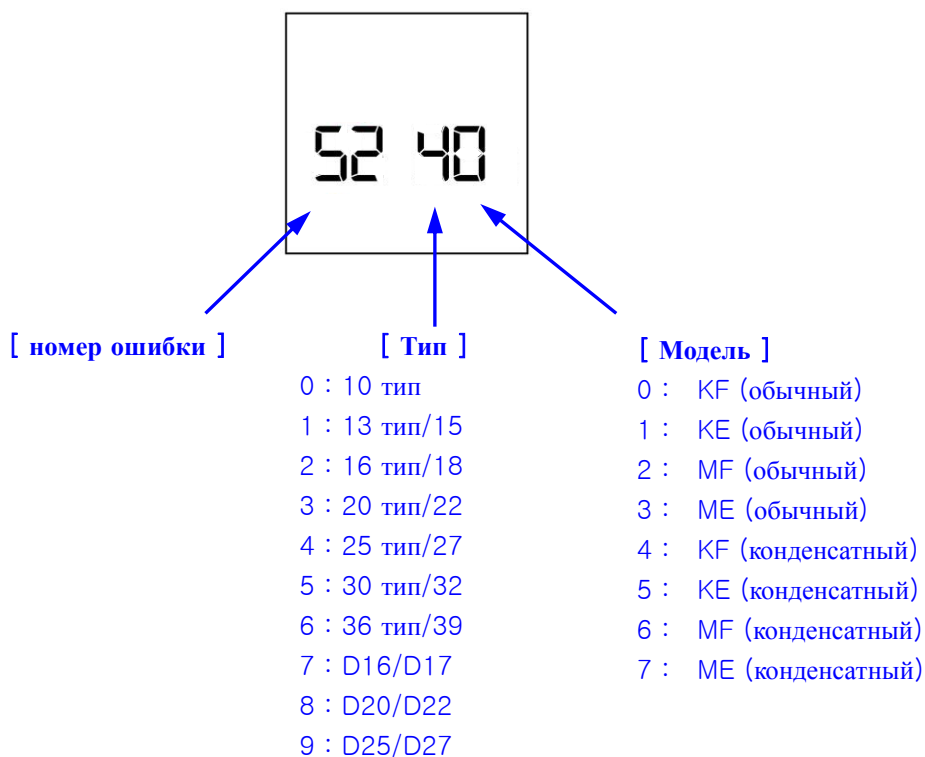 52 40
[ номер ошибки ]
[ Тип ]
0 : 10 тип
1 : 13 тип/15
2 : 16 тип/18
3 : 20 тип/22
4 : 25 тип/27
5 : 30 тип/32
6 : 36 тип/39
7 : D16/D17
8 : D20/D22
9 : D25/D27
[ Модель ]
0 : KF (обычный)
1 : KE (обычный)
2 : MF (обычный)
3 : ME (обычный)
4 : KF (конденсатный)
5 : KE (конденсатный)
6 : MF (конденсатный)
7 : ME (конденсатный)